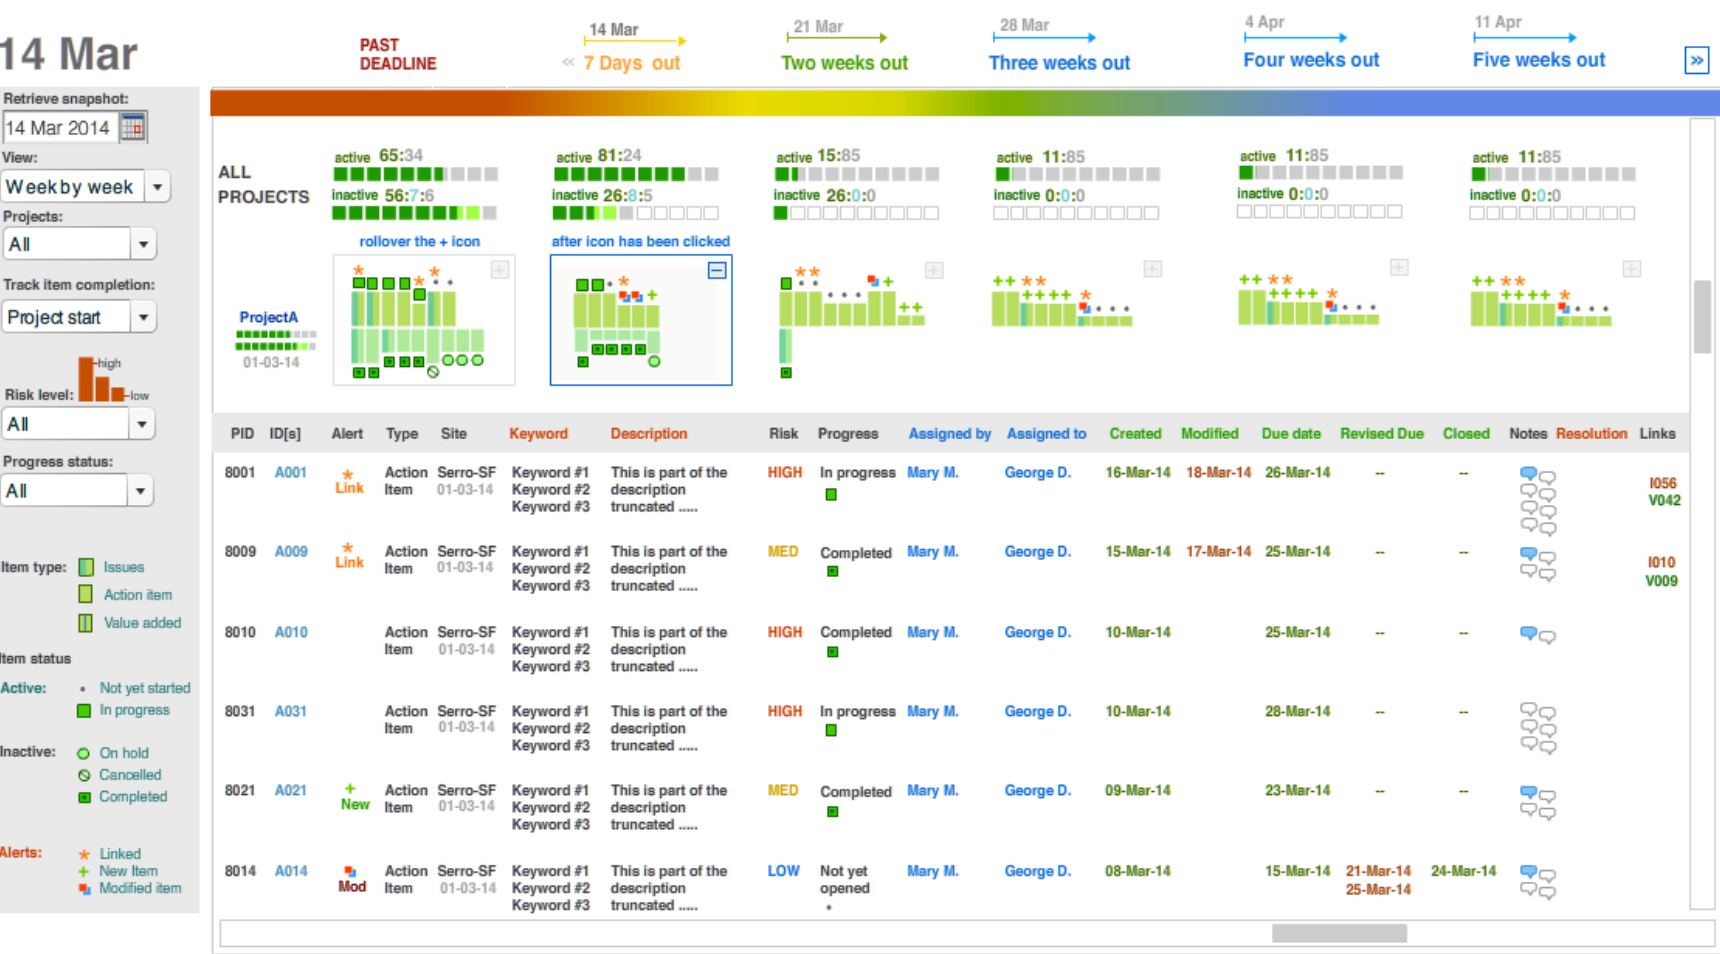 14 Mar
PAST
DEADLINE
14 Mar
« 7 Days out
21 Mar
Two weeks out
28 Mar
Three weeks out
4 Apr
Four weeks out
11 Apr
Five weeks out
»
Retrieve snapshot:
14 Mar 2014
View:
Week by week
Projects:
All
Track item completion:
Project start
high
Risk level:
low
All
Progress status:
All
Item type:
Issues
Action item
Value added
Item status
Active:
Not yet started
In progress
Inactive:
On hold
Cancelled
Completed
Alerts:
Linked
New Item
Modified item
ALL
PROJECTS
active 65:34
inactive 56:7:6
active 81:24
inactive 26:8:5
active 15:85
inactive 26:0:0
active 11:85
inactive 0:0:0
active 11:85
inactive 0:0:0
active 11:85
inactive 0:0:0
rollover the + icon
after icon has been clicked
ProjectA
01-03-14
PID ID[s] Alert Type Site Keyword Description Risk Progress Assigned by Assigned to Created Modified Due date Revised Due Closed Notes Resolution Links
8001 A001 Action Serro-SF Keyword #1 This is part of the HIGH In progress Mary M. George D. 16-Mar-14 18-Mar-14 26-Mar-14 -- --
Link Item 01-03-14 Keyword #2 description I056
Keyword #3 truncated ..... V042
8009 A009 Action Serro-SF Keyword #1 This is part of the MED Completed Mary M. George D. 15-Mar-14 17-Mar-14 25-Mar-14 -- --
Link Item 01-03-14 Keyword #2 description I010
Keyword #3 truncated ..... V009
8010 A010 Action Serro-SF Keyword #1 This is part of the HIGH Completed Mary M. George D. 10-Mar-14 25-Mar-14 -- --
Item 01-03-14 Keyword #2 description
Keyword #3 truncated .....
8031 A031 Action Serro-SF Keyword #1 This is part of the HIGH In progress Mary M. George D. 10-Mar-14 28-Mar-14 -- --
Item 01-03-14 Keyword #2 description
Keyword #3 truncated .....
8021 A021 Action Serro-SF Keyword #1 This is part of the MED Completed Mary M. George D. 09-Mar-14 23-Mar-14 -- --
New Item 01-03-14 Keyword #2 description
Keyword #3 truncated .....
8014 A014 Action Serro-SF Keyword #1 This is part of the LOW Not yet Mary M. George D. 08-Mar-14 15-Mar-14 21-Mar-14 24-Mar-14
Mod Item 01-03-14 Keyword #2 description opened 25-Mar-14
Keyword #3 truncated .....